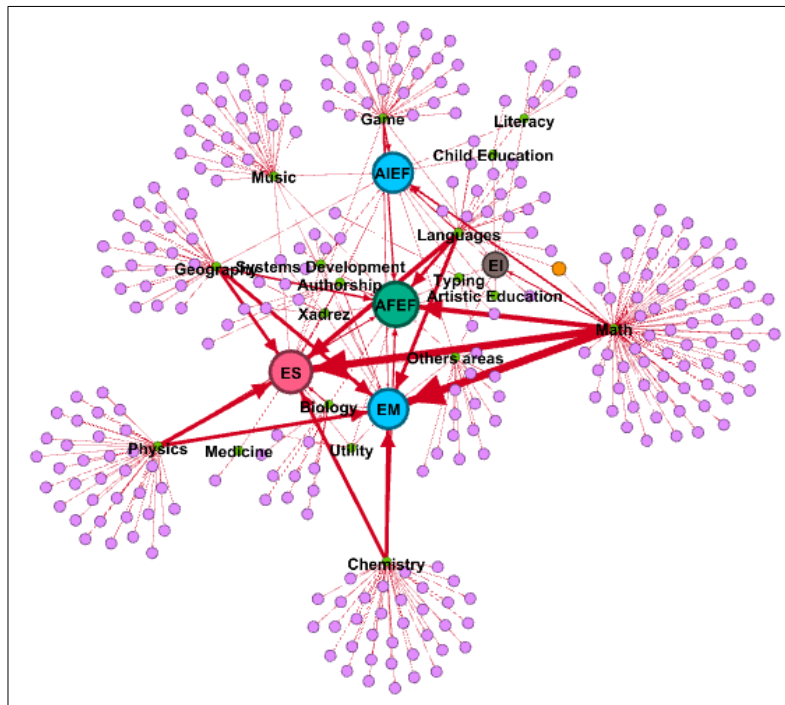 Game
Literacy
Child Education
AIEF
Music
Languages
Geography
Systems Development
EI
Authorship
Typing
Artistic Education
AFEF
Xadrez
Math
Others areas
ES
Biology
EM
Physics
Medicine
Utility
Chemistry